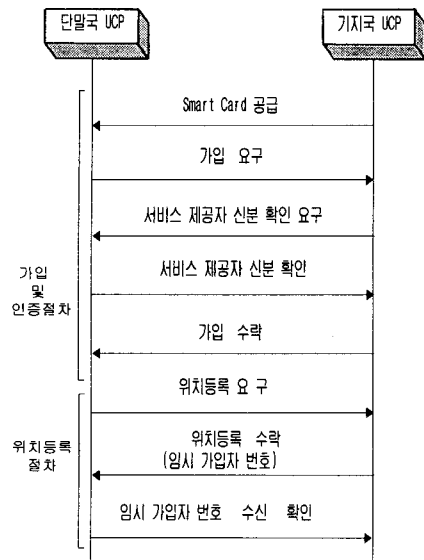 단말국 UCP
기지국 UCP
Smart Card 공급
가입 요구
서비스 제공자 신분 확인 요구
서비스 제공자 신분 확인
가입 수락
가입
및
인증절차
위치등록 요 구
위치등록 수락
(임시 가입자 번호)
임시 가입자 번호 수신 확인
위치등록
절차